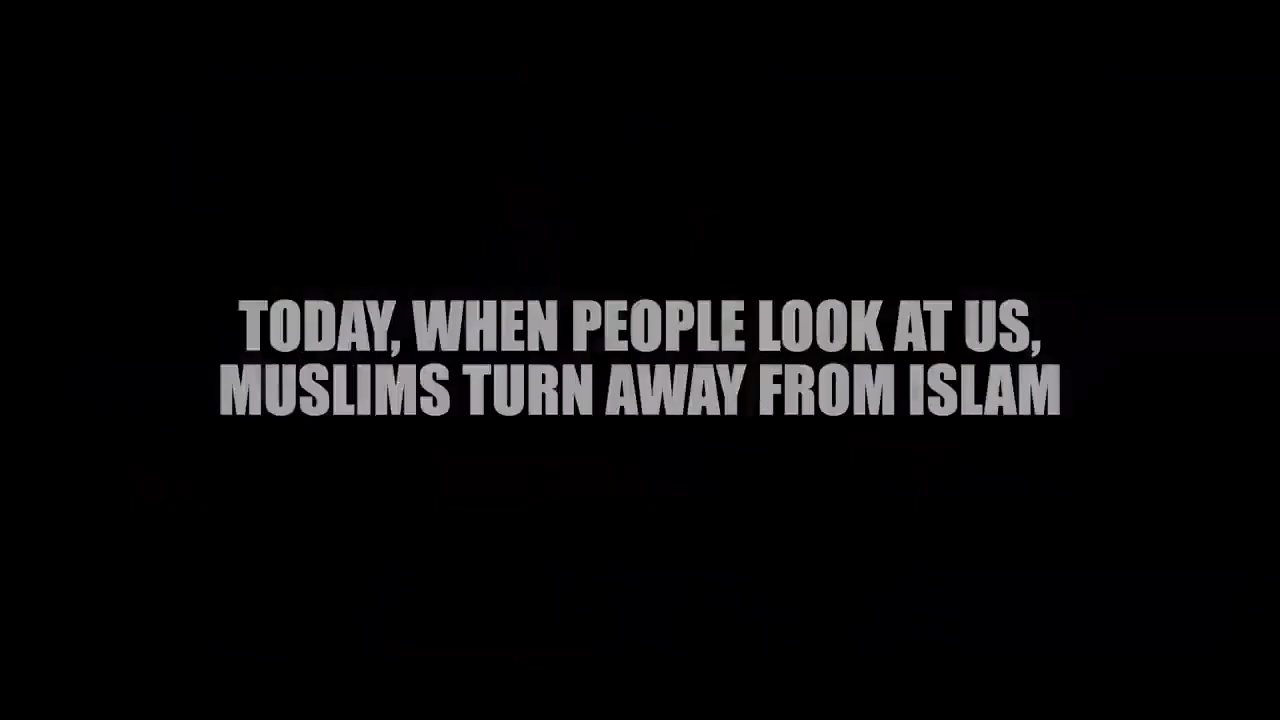 TODAY, WHEN PEOPLE LOOK AT US,
MUSLIMS TURN AWAY FROM ISLAM